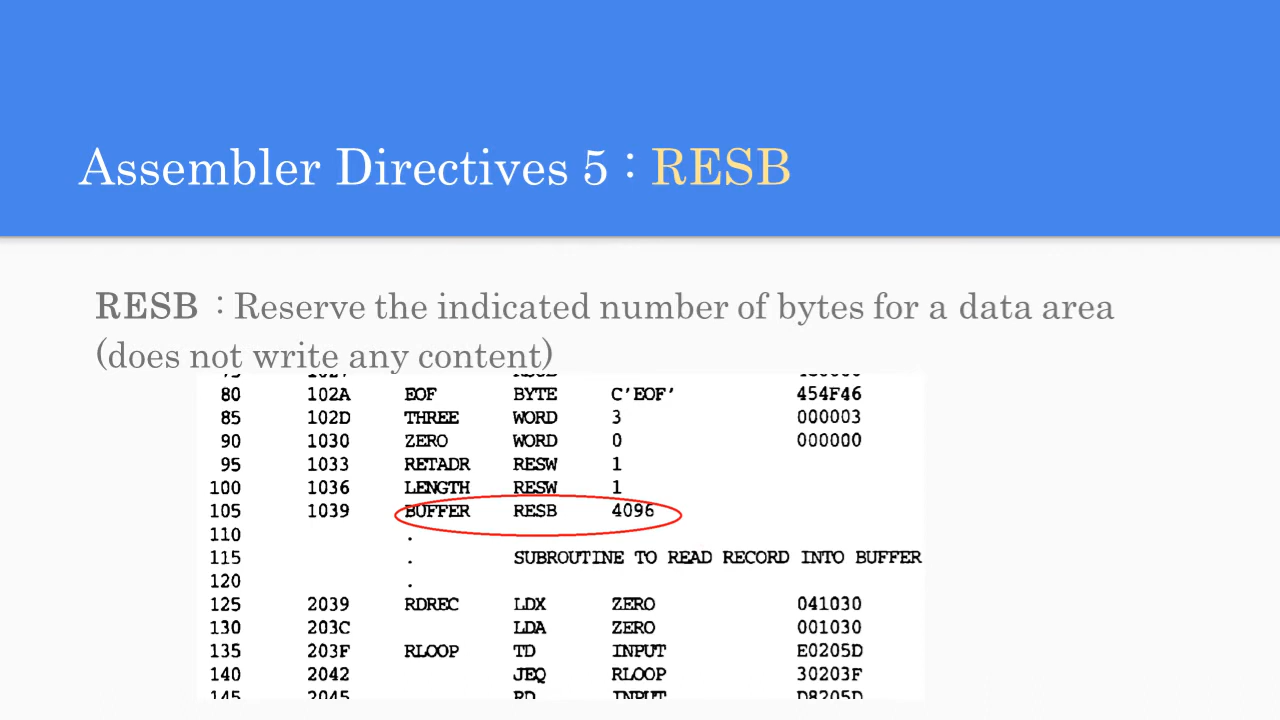 Assembler Directives 5 : RESB
RESB : Reserve the indicated number of bytes for a data area
(does not write any content)
80 102A EOF BYTE C'EOF' 454F46
85 102D THREE WORD 3 000003
90 1030 ZERO WORD 0 000000
95 1033 RETADR RESW 1
100 1036 LENGTH RESW 1
105 1039 BUFFER RESB 4096
110 .
115 . SUBROUTINE TO READ RECORD INTO BUFFER
120 .
125 2039 RDREC LDX ZERO 041030
130 203C LDA ZERO 001030
135 203F RLOOP TD INPUT E0205D
140 2042 JEQ RLOOP 30203F
145 2045 RD INPUT D8205D